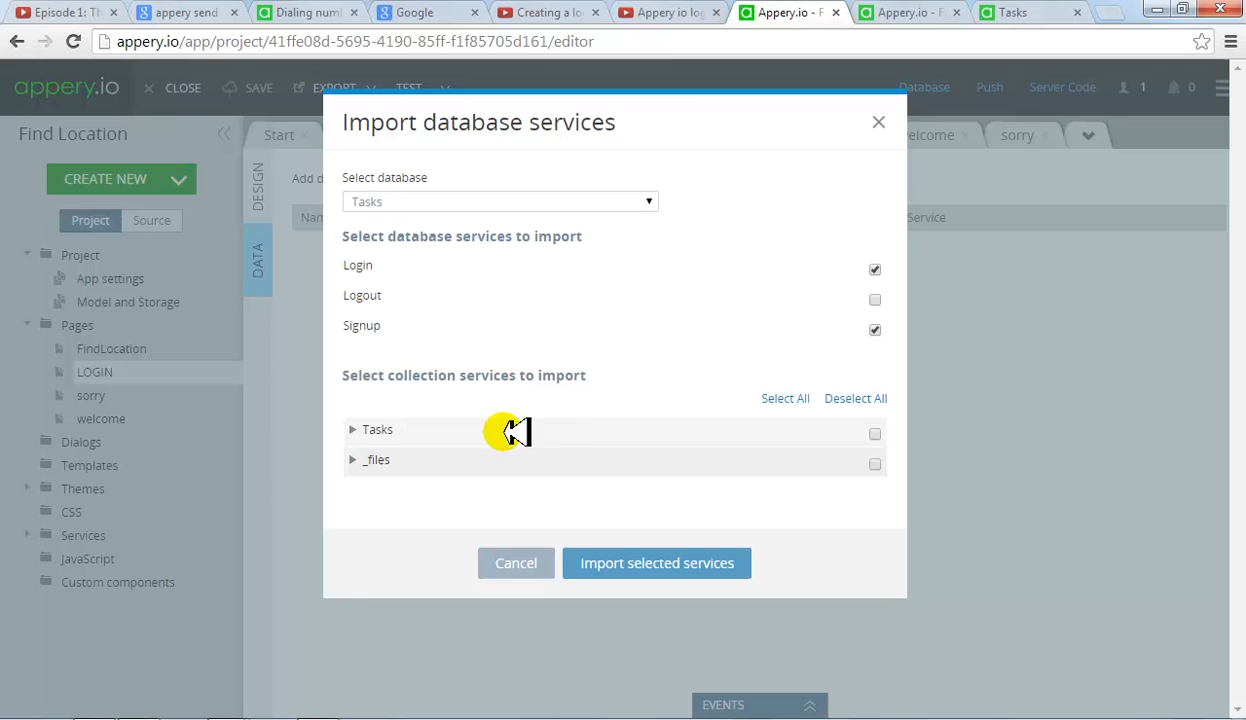 Episode 1: Th
appery send
Dialing num
Google
Creating a lo
Appery io log
Appery.io - F
Appery.io - F
Tasks
appery.io/app/project/41ffe08d-5695-4190-85ff-f1f85705d161/editor
appery.io
CLOSE
SAVE
EXPORT
TEST
Database
Push
Server Code
1
0
Find Location
Start
elcome
sorry
CREATE NEW
Project
Source
DESIGN
DATA
Add d
Nam
Service
Project
App settings
Model and Storage
Pages
FindLocation
LOGIN
sorry
welcome
Dialogs
Templates
Themes
CSS
Services
JavaScript
Custom components
Import database services
Select database
Tasks
Select database services to import
Login
Logout
Signup
Select collection services to import
Select All
Deselect All
Tasks
_files
Cancel
Import selected services
EVENTS